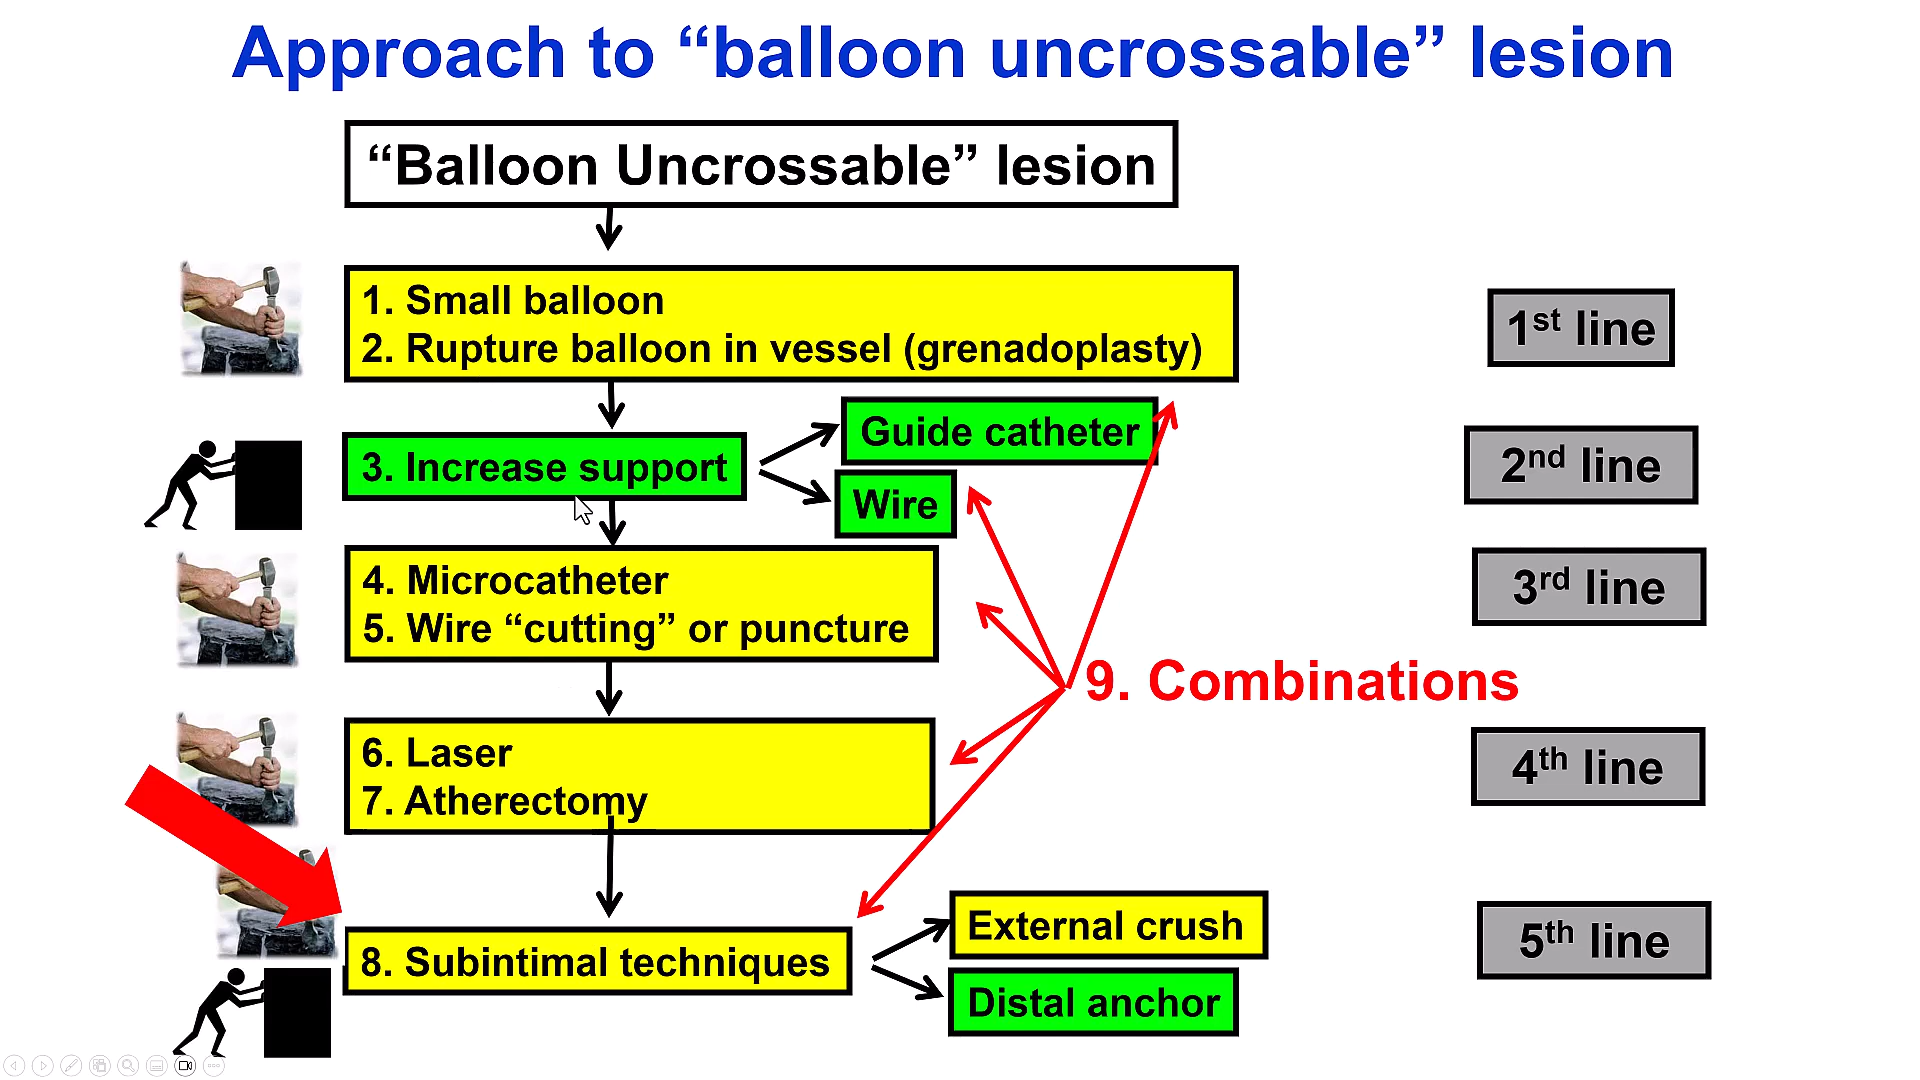 Approach to “balloon uncrossable” lesion
“Balloon Uncrossable” lesion
1. Small balloon
2. Rupture balloon in vessel (grenadoplasty)
1st line
Guide catheter
3. Increase support
Wire
2nd line
4. Microcatheter
5. Wire “cutting” or puncture
3rd line
9. Combinations
6. Laser
7. Atherectomy
4th line
External crush
8. Subintimal techniques
Distal anchor
5th line